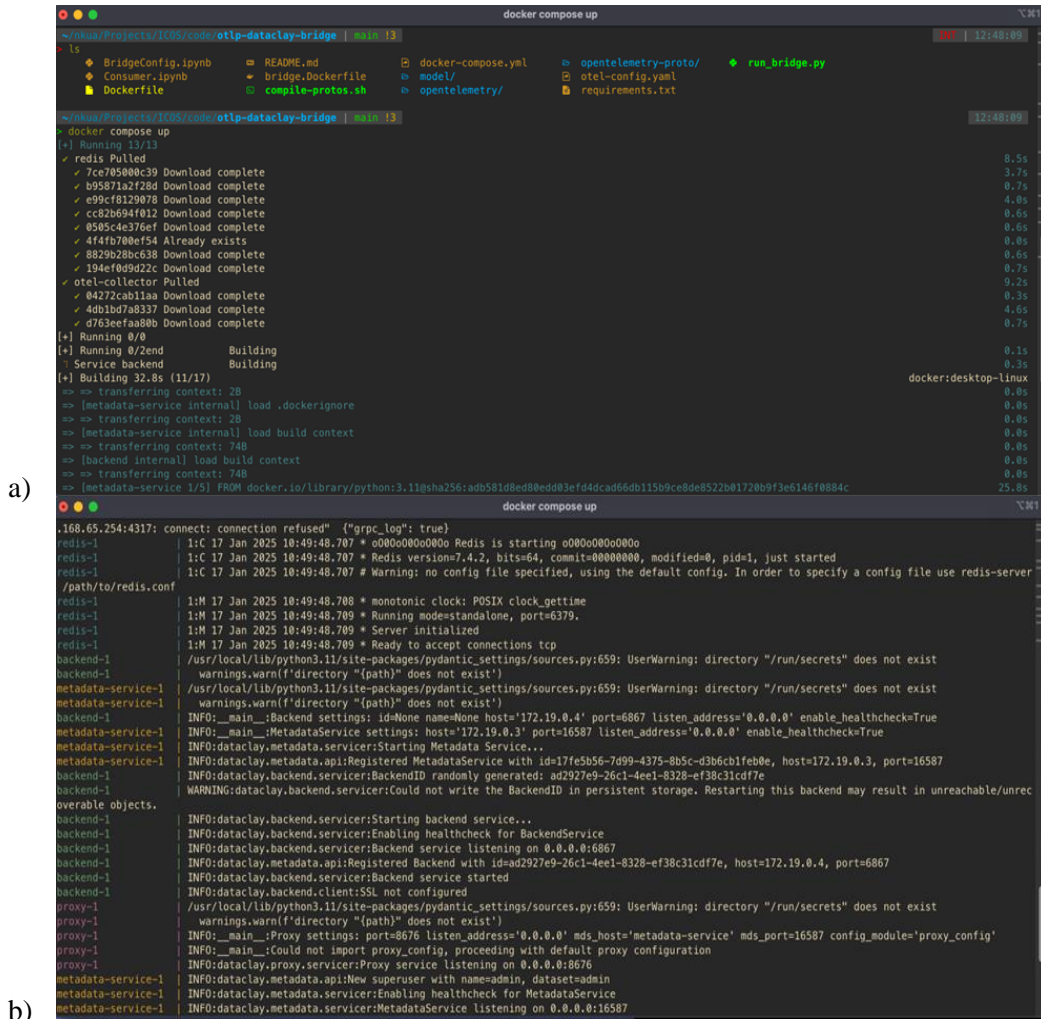 docker compose up ⌥⌘1
~/nkua/Projects/ICOS/code/otlp-dataclay-bridge | main !3 | 12:48:09
> ls
BridgeConfig.ipynb README.md docker-compose.yml opentelemetry-proto/ run_bridge.py
Consumer.ipynb bridge.Dockerfile model/ otel-config.yaml
Dockerfile compile-protos.sh opentelemetry/ requirements.txt
~/nkua/Projects/ICOS/code/otlp-dataclay-bridge | main !3 12:48:09
> docker compose up
[+] Running 13/13
✓ redis Pulled 8.5s
✓ 7ce705000c39 Download complete 3.7s
✓ b95871a2f28d Download complete 0.7s
✓ e99cf8129078 Download complete 4.0s
✓ cc82b694f012 Download complete 0.6s
✓ 0505c4e376ef Download complete 0.6s
✓ 4f4fb700ef54 Already exists 0.0s
✓ 8829b28bc638 Download complete 0.6s
✓ 194ef0d9d22c Download complete 0.7s
✓ otel-collector Pulled 9.2s
✓ 04272cab11aa Download complete 0.3s
✓ 4db1bd7a8337 Download complete 4.6s
✓ d763eefaa80b Download complete 0.7s
[+] Running 0/0
[+] Running 0/2end Building 0.1s
Service backend Building 0.3s
[+] Building 32.8s (11/17) docker:desktop-linux
=> => transferring context: 2B 0.0s
=> [metadata-service internal] load .dockerignore 0.0s
=> => transferring context: 2B 0.0s
=> [metadata-service internal] load build context 0.0s
=> => transferring context: 74B 0.0s
=> [backend internal] load build context 0.0s
=> => transferring context: 74B 0.0s
=> [metadata-service 1/5] FROM docker.io/library/python:3.11@sha256:adb581d8ed80edd03efd4dcad66db115b9ce8de8522b01720b9f3e6146f0884c 25.8s
a)
docker compose up ⌥⌘1
.168.65.254:4317: connect: connection refused" {"grpc_log": true}
redis-1 | 1:C 17 Jan 2025 10:49:48.707 * oO0OoO0OoO0Oo Redis is starting oO0OoO0OoO0Oo
redis-1 | 1:C 17 Jan 2025 10:49:48.707 * Redis version=7.4.2, bits=64, commit=00000000, modified=0, pid=1, just started
redis-1 | 1:C 17 Jan 2025 10:49:48.707 # Warning: no config file specified, using the default config. In order to specify a config file use redis-server
/path/to/redis.conf
redis-1 | 1:M 17 Jan 2025 10:49:48.708 * monotonic clock: POSIX clock_gettime
redis-1 | 1:M 17 Jan 2025 10:49:48.709 * Running mode=standalone, port=6379.
redis-1 | 1:M 17 Jan 2025 10:49:48.709 * Server initialized
redis-1 | 1:M 17 Jan 2025 10:49:48.709 * Ready to accept connections tcp
backend-1 | /usr/local/lib/python3.11/site-packages/pydantic_settings/sources.py:659: UserWarning: directory "/run/secrets" does not exist
backend-1 | warnings.warn(f'directory "{path}" does not exist')
metadata-service-1 | /usr/local/lib/python3.11/site-packages/pydantic_settings/sources.py:659: UserWarning: directory "/run/secrets" does not exist
metadata-service-1 | warnings.warn(f'directory "{path}" does not exist')
backend-1 | INFO:__main__:Backend settings: id=None name=None host='172.19.0.4' port=6867 listen_address='0.0.0.0' enable_healthcheck=True
metadata-service-1 | INFO:__main__:MetadataService settings: host='172.19.0.3' port=16587 listen_address='0.0.0.0' enable_healthcheck=True
metadata-service-1 | INFO:dataclay.metadata.servicer:Starting Metadata Service...
metadata-service-1 | INFO:dataclay.metadata.api:Registered MetadataService with id=17fe5b56-7d99-4375-8b5c-d3b6cb1feb0e, host=172.19.0.3, port=16587
backend-1 | INFO:dataclay.backend.servicer:BackendID randomly generated: ad2927e9-26c1-4ee1-8328-ef38c31cdf7e
backend-1 | WARNING:dataclay.backend.servicer:Could not write the BackendID in persistent storage. Restarting this backend may result in unreachable/unrec
overable objects.
backend-1 | INFO:dataclay.backend.servicer:Starting backend service...
backend-1 | INFO:dataclay.backend.servicer:Enabling healthcheck for BackendService
backend-1 | INFO:dataclay.backend.servicer:Backend service listening on 0.0.0.0:6867
backend-1 | INFO:dataclay.metadata.api:Registered Backend with id=ad2927e9-26c1-4ee1-8328-ef38c31cdf7e, host=172.19.0.4, port=6867
backend-1 | INFO:dataclay.backend.servicer:Backend service started
backend-1 | INFO:dataclay.backend.client:SSL not configured
proxy-1 | /usr/local/lib/python3.11/site-packages/pydantic_settings/sources.py:659: UserWarning: directory "/run/secrets" does not exist
proxy-1 | warnings.warn(f'directory "{path}" does not exist')
proxy-1 | INFO:__main__:Proxy settings: port=8676 listen_address='0.0.0.0' mds_host='metadata-service' mds_port=16587 config_module='proxy_config'
proxy-1 | INFO:__main__:Could not import proxy_config, proceeding with default proxy configuration
proxy-1 | INFO:dataclay.proxy.servicer:Proxy service listening on 0.0.0.0:8676
metadata-service-1 | INFO:dataclay.metadata.api:New superuser with name=admin, dataset=admin
metadata-service-1 | INFO:dataclay.metadata.servicer:Enabling healthcheck for MetadataService
metadata-service-1 | INFO:dataclay.metadata.servicer:MetadataService listening on 0.0.0.0:16587
b)